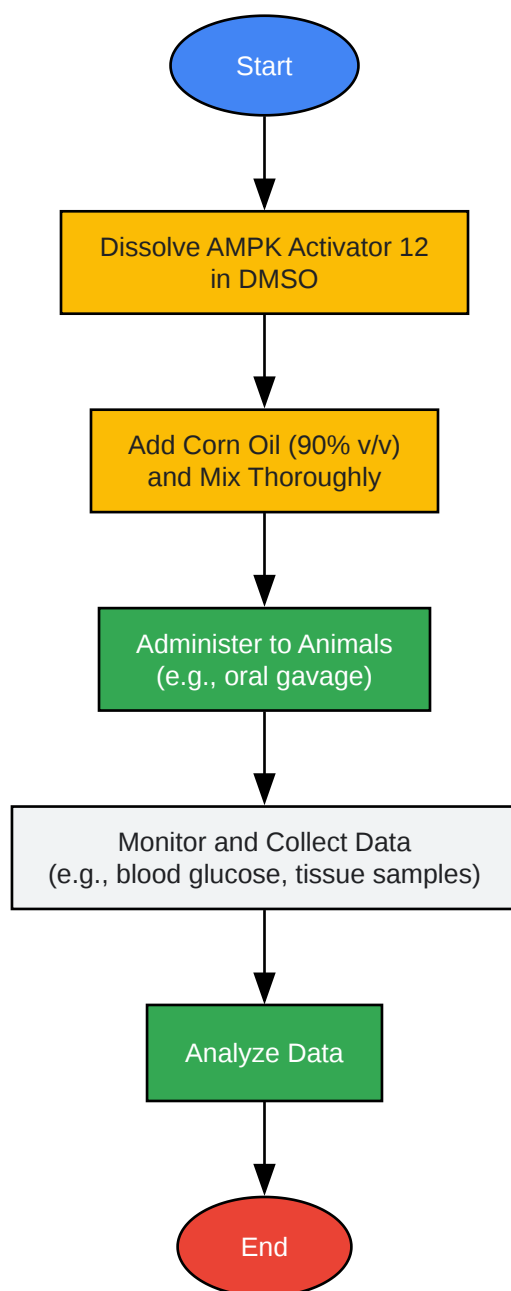 Start
Dissolve AMPK Activator 12
in DMSO
Add Corn Oil (90% v/v)
and Mix Thoroughly
Administer to Animals
(e.g., oral gavage)
Monitor and Collect Data
(e.g., blood glucose, tissue samples)
Analyze Data
End